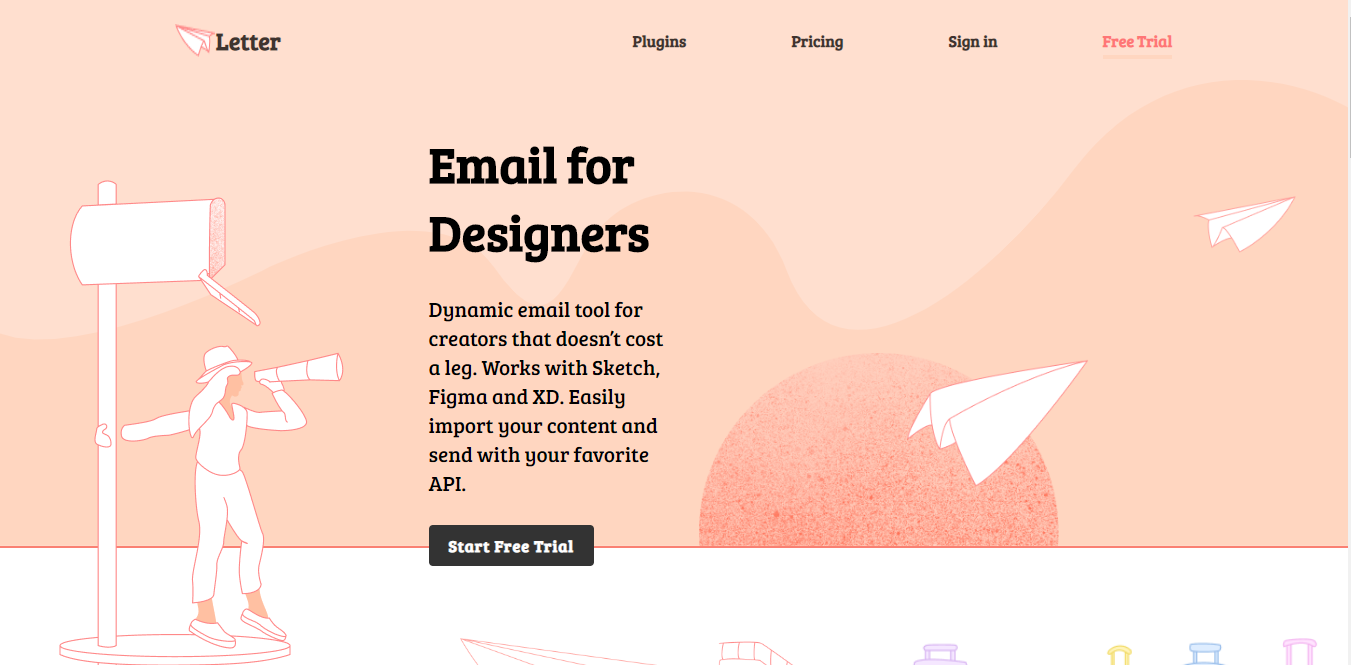 Letter
Plugins
Pricing
Sign in
Free Trial
Email for
Designers
Dynamic email tool for
creators that doesn’t cost
a leg. Works with Sketch,
Figma and XD. Easily
import your content and
send with your favorite
API.
Start Free Trial